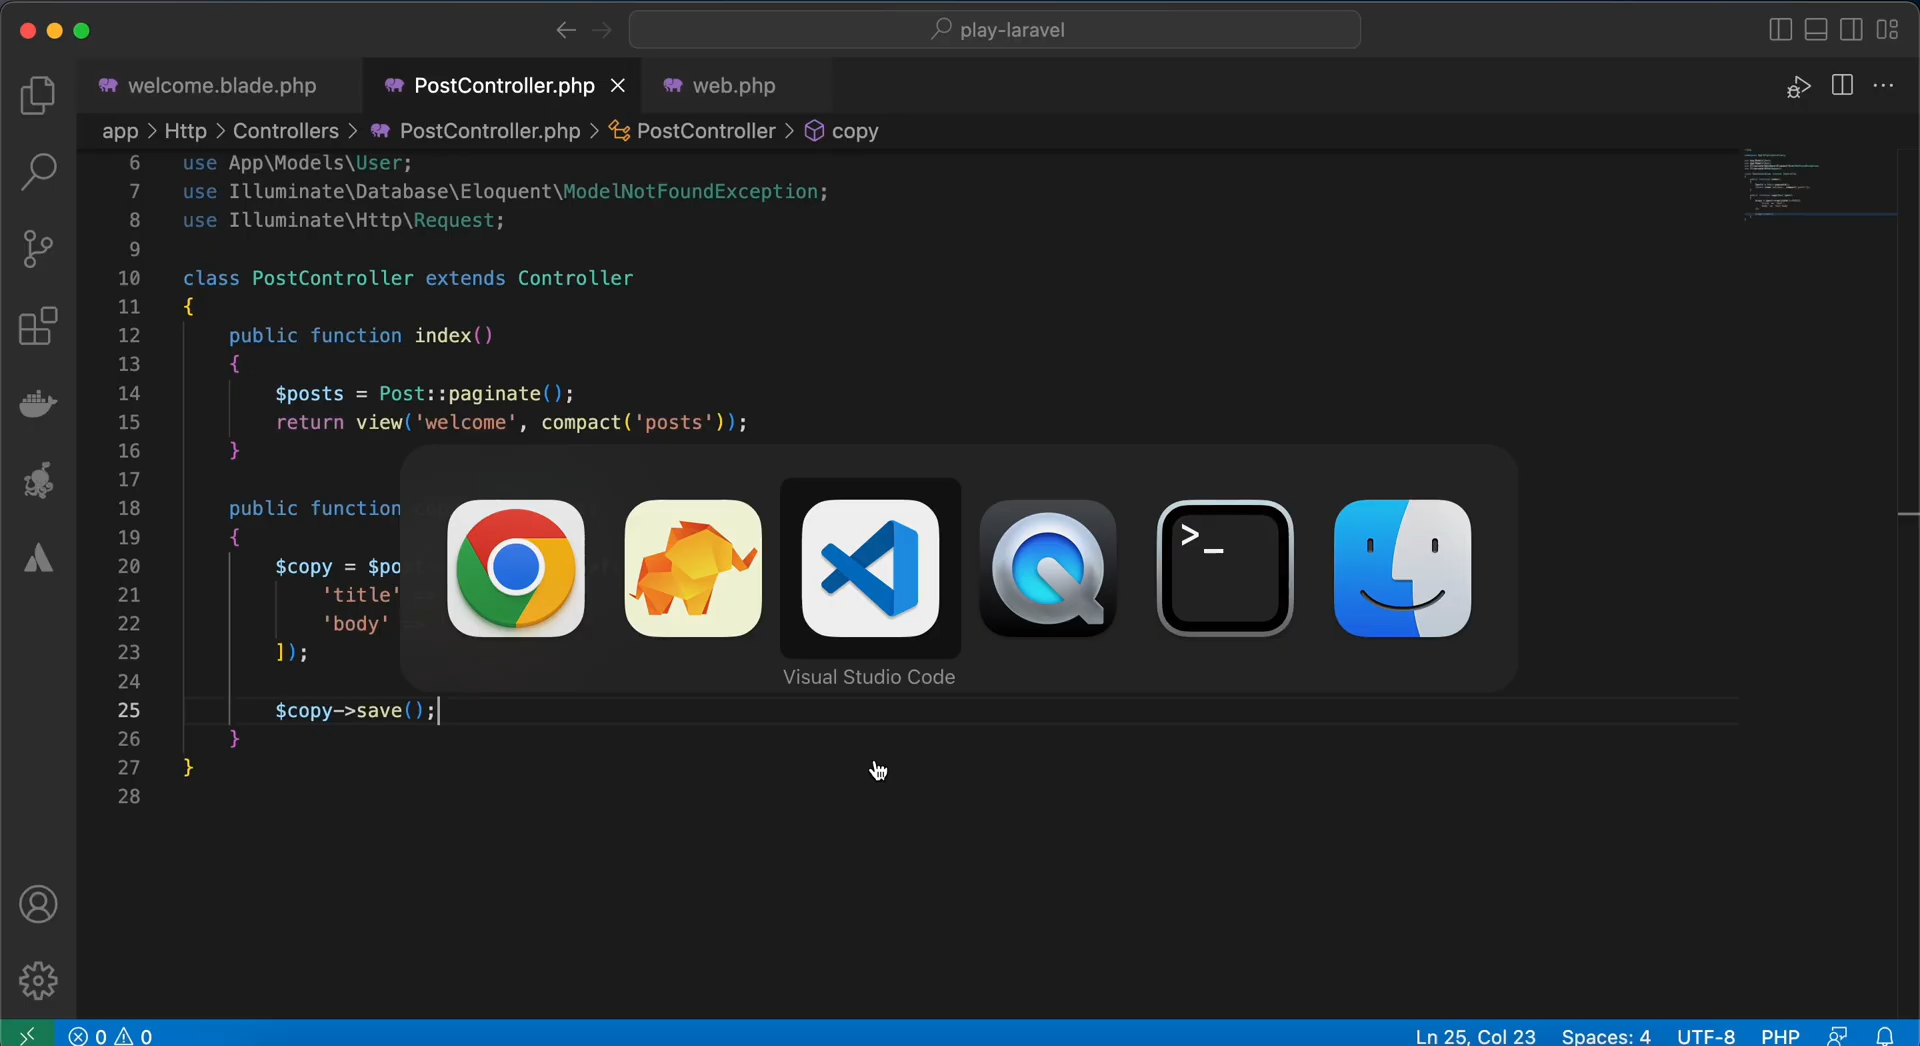 play-laravel
welcome.blade.php
PostController.php
web.php
app > Http > Controllers > PostController.php > PostController > copy
6 use App\Models\User;
7 use Illuminate\Database\Eloquent\ModelNotFoundException;
8 use Illuminate\Http\Request;
9
10 class PostController extends Controller
11 {
12 public function index()
13 {
14 $posts = Post::paginate();
15 return view('welcome', compact('posts'));
16 }
17
18 public function
19 {
20 $copy = $po
21 'title'
22 'body'
23 ]);
24
25 $copy->save();
26 }
27 }
28
>_
Visual Studio Code
0 0
Ln 25, Col 23 Spaces: 4 UTF-8 PHP